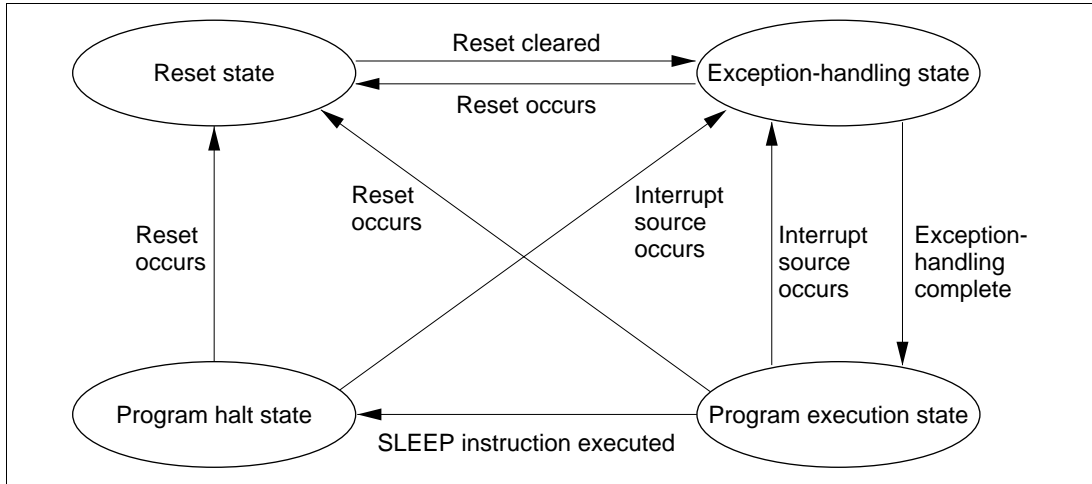 Reset cleared
Reset state
Exception-handling state
Reset occurs
Reset
occurs
Reset
occurs
Interrupt
source
occurs
Interrupt
source
occurs
Exception-
handling
complete
Program halt state
Program execution state
SLEEP instruction executed